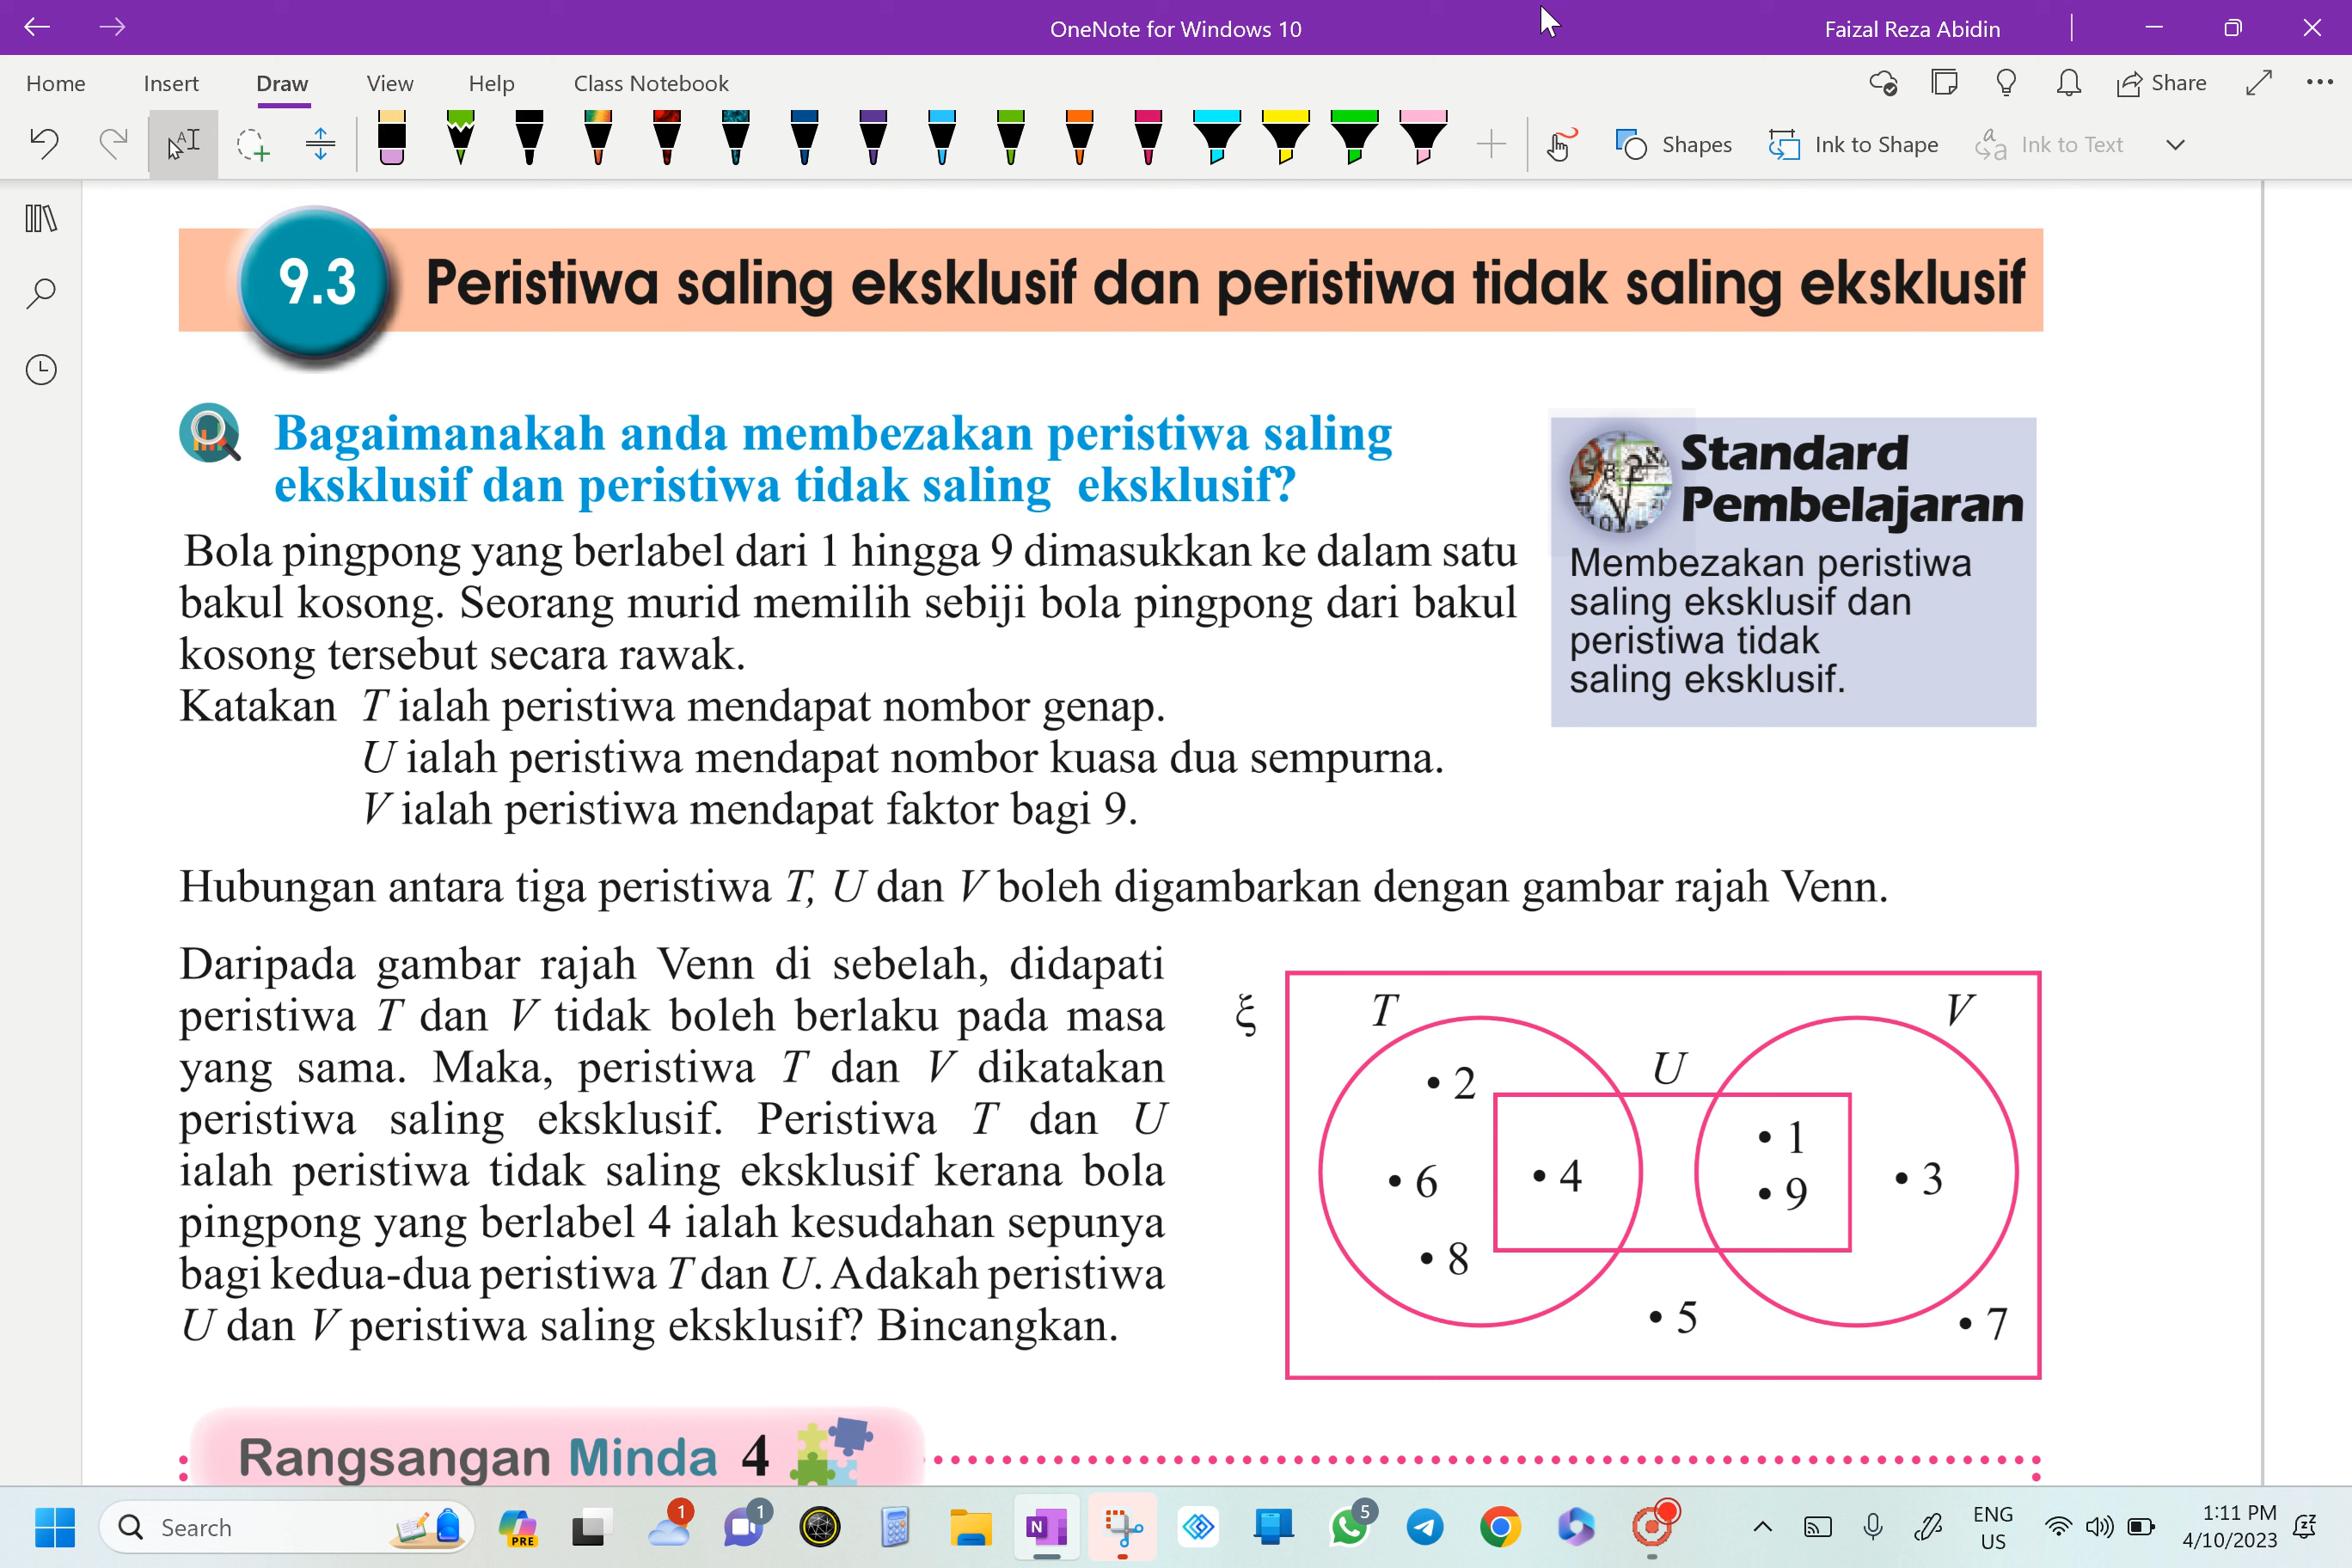 OneNote for Windows 10
Faizal Reza Abidin
Home Insert Draw View Help Class Notebook
Share
Shapes Ink to Shape Ink to Text
9.3 Peristiwa saling eksklusif dan peristiwa tidak saling eksklusif
Bagaimanakah anda membezakan peristiwa saling
eksklusif dan peristiwa tidak saling eksklusif?
Bola pingpong yang berlabel dari 1 hingga 9 dimasukkan ke dalam satu
bakul kosong. Seorang murid memilih sebiji bola pingpong dari bakul
kosong tersebut secara rawak.
Katakan T ialah peristiwa mendapat nombor genap.
U ialah peristiwa mendapat nombor kuasa dua sempurna.
V ialah peristiwa mendapat faktor bagi 9.
Standard
Pembelajaran
Membezakan peristiwa
saling eksklusif dan
peristiwa tidak
saling eksklusif.
Hubungan antara tiga peristiwa T, U dan V boleh digambarkan dengan gambar rajah Venn.
Daripada gambar rajah Venn di sebelah, didapati
peristiwa T dan V tidak boleh berlaku pada masa
yang sama. Maka, peristiwa T dan V dikatakan
peristiwa saling eksklusif. Peristiwa T dan U
ialah peristiwa tidak saling eksklusif kerana bola
pingpong yang berlabel 4 ialah kesudahan sepunya
bagi kedua-dua peristiwa T dan U. Adakah peristiwa
U dan V peristiwa saling eksklusif? Bincangkan.
ξ
T
V
U
• 2
• 1
• 6
• 4
• 9
• 3
• 8
• 5
• 7
Rangsangan Minda 4
Search
PRE
1
1
N
5
ENG
US
1:11 PM
4/10/2023